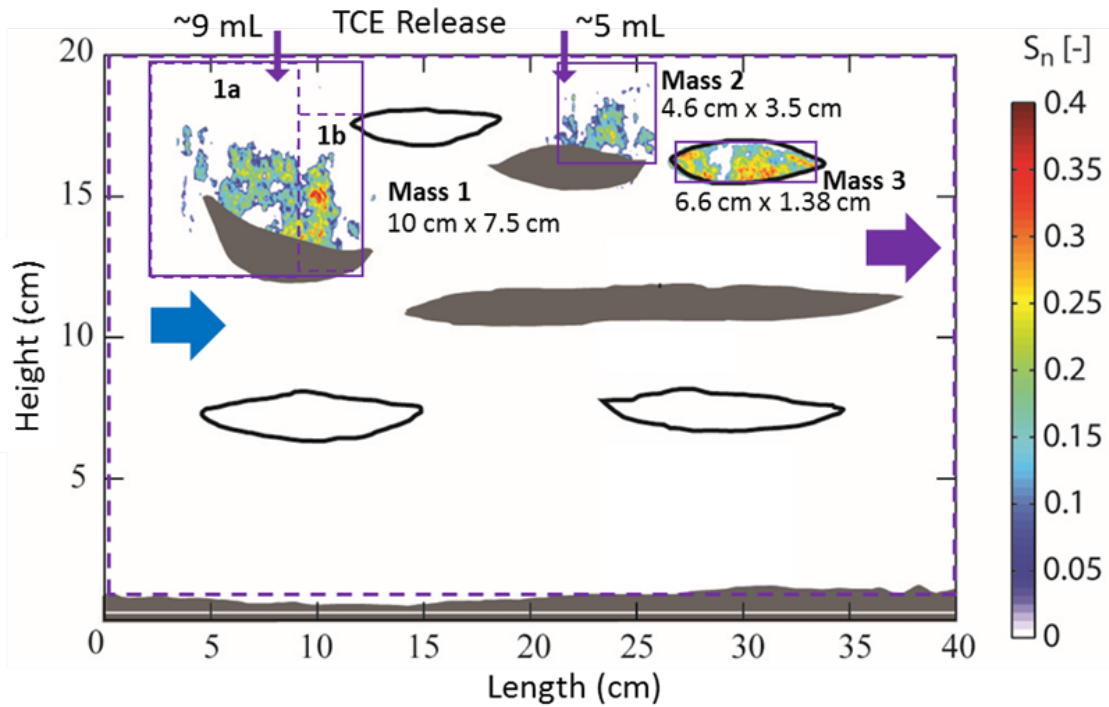 ~9 mL
TCE Release
~5 mL
S_n [-]
20
15
10
5
0
5
10
15
20
25
30
35
40
Height (cm)
Length (cm)
1a
1b
Mass 1
10 cm x 7.5 cm
Mass 2
4.6 cm x 3.5 cm
Mass 3
6.6 cm x 1.38 cm
0.4
0.35
0.3
0.25
0.2
0.15
0.1
0.05
0